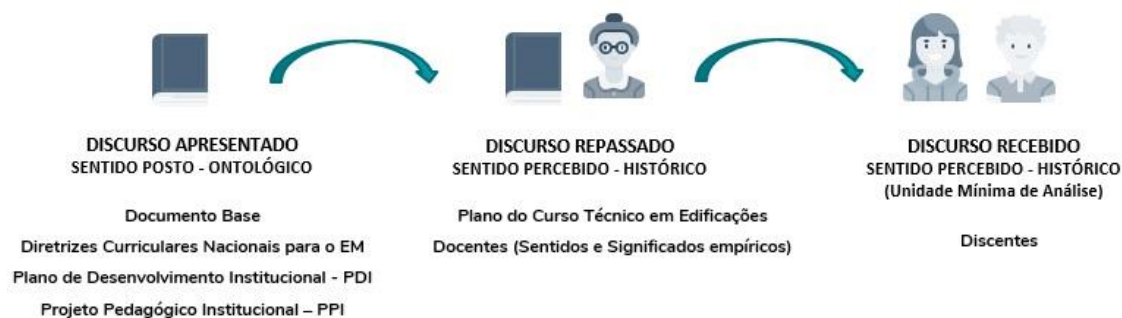 DISCURSO APRESENTADO
SENTIDO POSTO - ONTOLÓGICO
Documento Base
Diretrizes Curriculares Nacionais para o EM
Plano de Desenvolvimento Institucional - PDI
Projeto Pedagógico Institucional – PPI
DISCURSO REPASSADO
SENTIDO PERCEBIDO - HISTÓRICO
Plano do Curso Técnico em Edificações
Docentes (Sentidos e Significados empíricos)
DISCURSO RECEBIDO
SENTIDO PERCEBIDO - HISTÓRICO
(Unidade Mínima de Análise)
Discentes